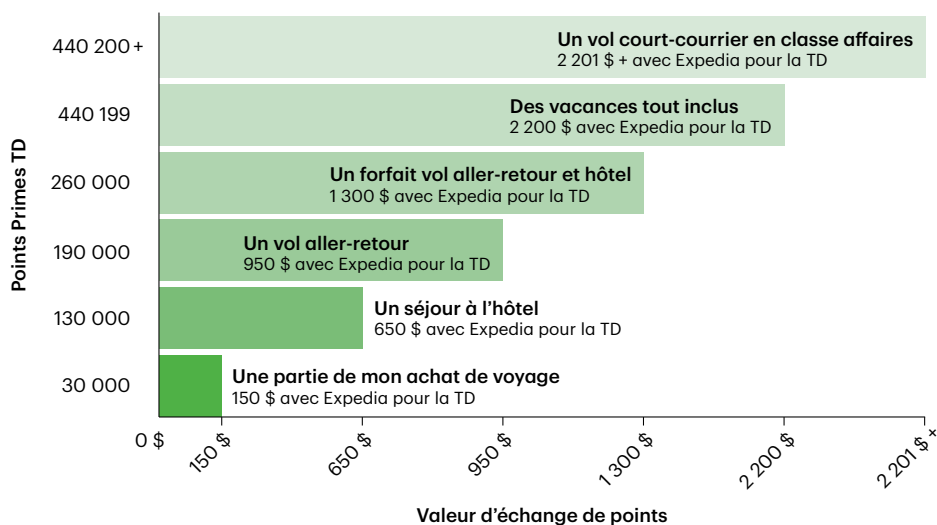 Points Primes TD
440 200 +
Un vol court-courrier en classe affaires
2 201 $ + avec Expedia pour la TD
440 199
Des vacances tout inclus
2 200 $ avec Expedia pour la TD
260 000
Un forfait vol aller-retour et hôtel
1 300 $ avec Expedia pour la TD
190 000
Un vol aller-retour
950 $ avec Expedia pour la TD
130 000
Un séjour à l’hôtel
650 $ avec Expedia pour la TD
30 000
Une partie de mon achat de voyage
150 $ avec Expedia pour la TD
0 $
150 $
650 $
950 $
1 300 $
2 200 $
2 201 $ +
Valeur d’échange de points